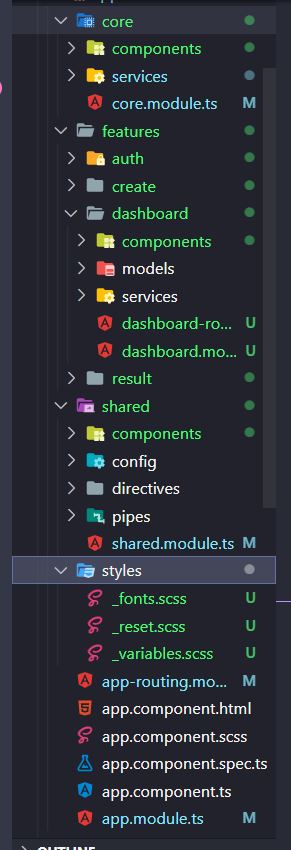 core
components
services
core.module.ts M
features
auth
create
dashboard
components
models
services
dashboard-ro... U
dashboard.mo... U
result
shared
components
config
directives
pipes
shared.module.ts M
styles
_fonts.scss U
_reset.scss U
_variables.scss U
app-routing.mo... M
app.component.html
app.component.scss
app.component.spec.ts
app.component.ts
app.module.ts M
OUTLINE